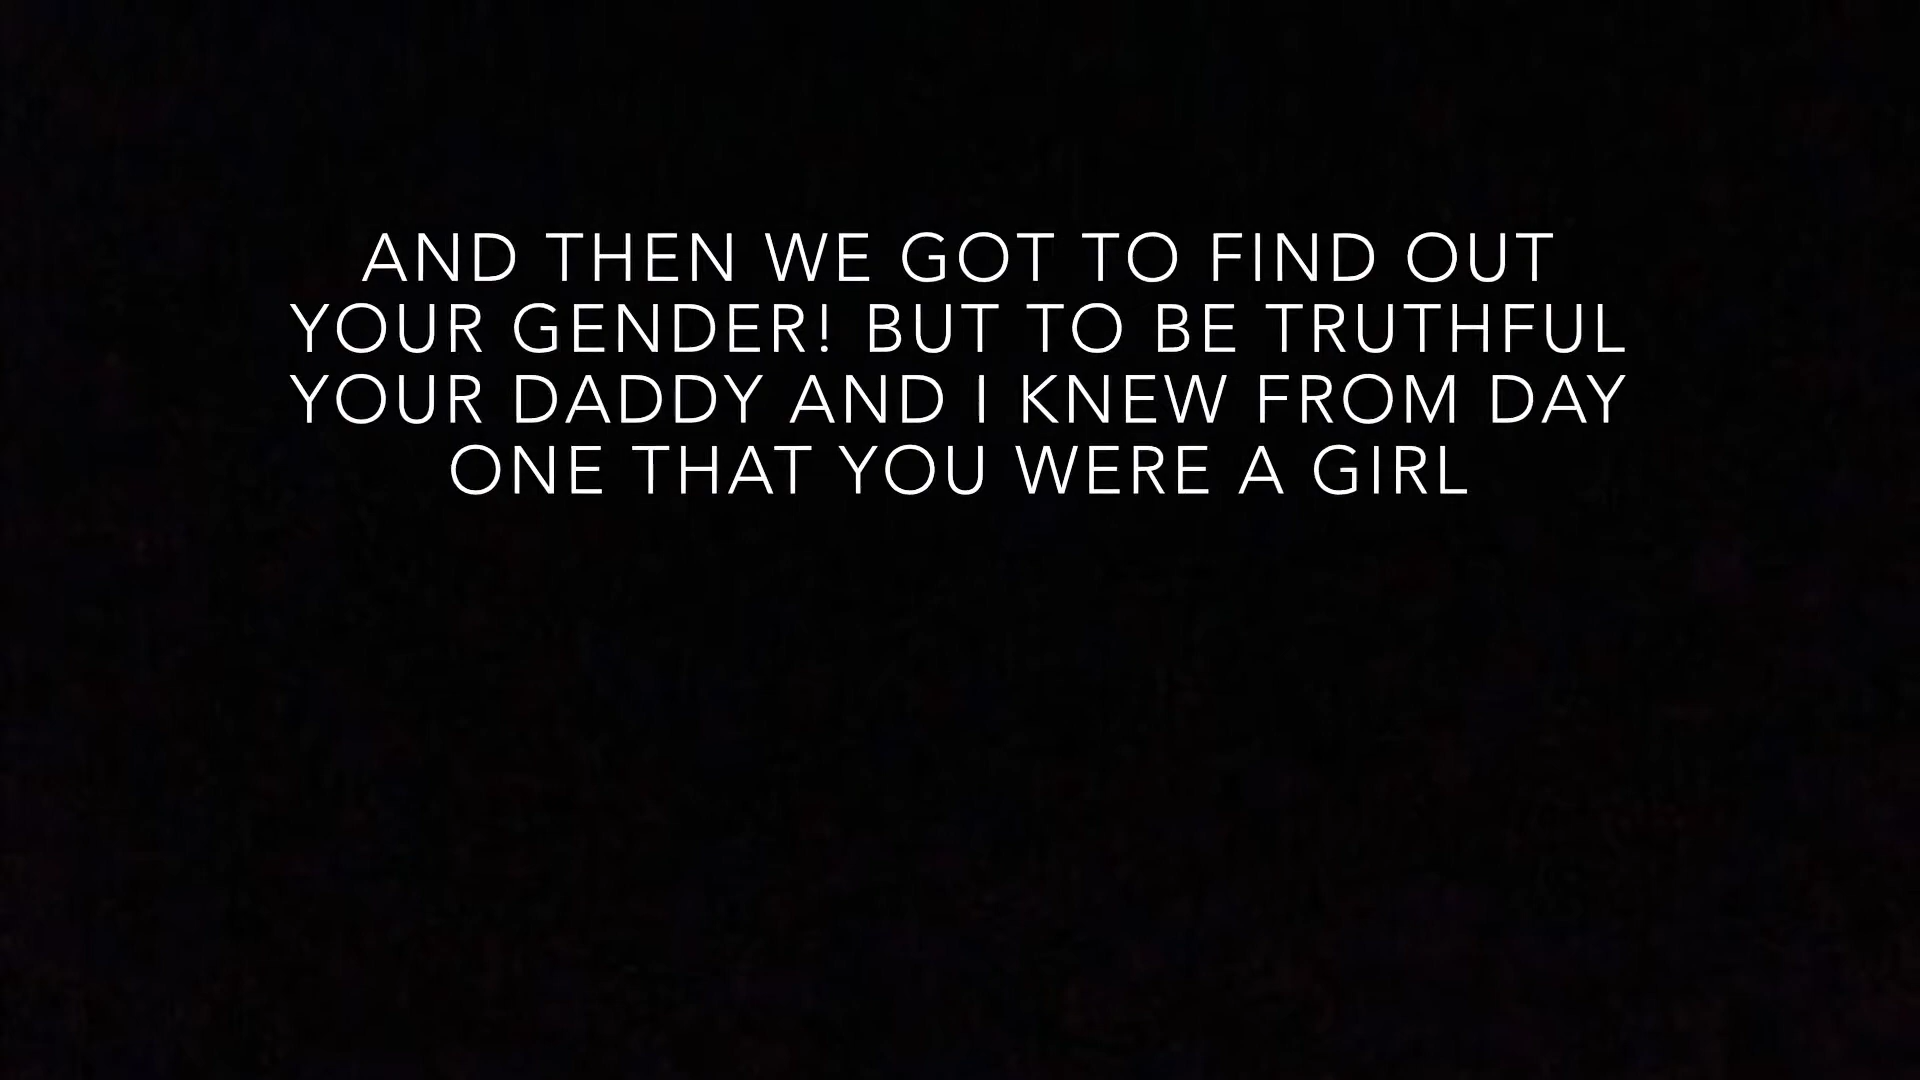 AND THEN WE GOT TO FIND OUT
YOUR GENDER! BUT TO BE TRUTHFUL
YOUR DADDY AND I KNEW FROM DAY
ONE THAT YOU WERE A GIRL